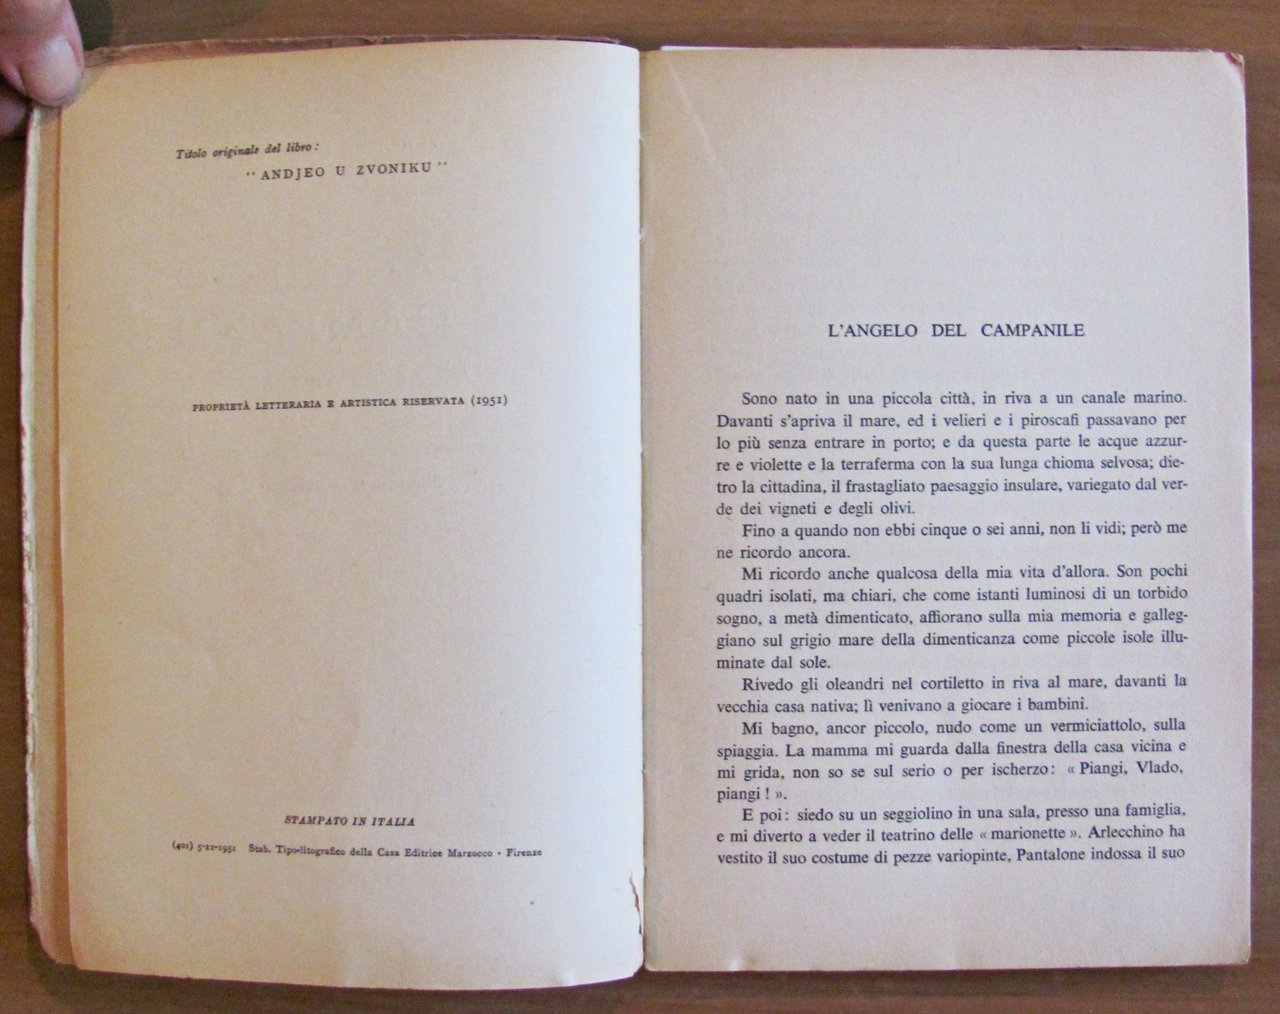 Titolo originale del libro:
" ANDJEO U ZVONIKU "
PROPRIETÀ LETTERARIA E ARTISTICA RISERVATA (1951)
STAMPATO IN ITALIA
(401) 5-11-1951 Stab. Tipo-litografico della Casa Editrice Marzocco - Firenze
L'ANGELO DEL CAMPANILE
Sono nato in una piccola città, in riva a un canale marino.
Davanti s'apriva il mare, ed i velieri e i piroscafi passavano per
lo più senza entrare in porto; e da questa parte le acque azzur-
re e violette e la terraferma con la sua lunga chioma selvosa; die-
tro la cittadina, il frastagliato paesaggio insulare, variegato dal ver-
de dei vigneti e degli olivi.
Fino a quando non ebbi cinque o sei anni, non li vidi; però me
ne ricordo ancora.
Mi ricordo anche qualcosa della mia vita d'allora. Son pochi
quadri isolati, ma chiari, che come istanti luminosi di un torbido
sogno, a metà dimenticato, affiorano sulla mia memoria e galleg-
giano sul grigio mare della dimenticanza come piccole isole illu-
minate dal sole.
Rivedo gli oleandri nel cortiletto in riva al mare, davanti la
vecchia casa nativa; lì venivano a giocare i bambini.
Mi bagno, ancor piccolo, nudo come un vermiciattolo, sulla
spiaggia. La mamma mi guarda dalla finestra della casa vicina e
mi grida, non so se sul serio o per ischerzo: « Piangi, Vlado,
piangi ! ».
E poi: siedo su un seggiolino in una sala, presso una famiglia,
e mi diverto a veder il teatrino delle « marionette ». Arlecchino ha
vestito il suo costume di pezze variopinte, Pantalone indossa il suo